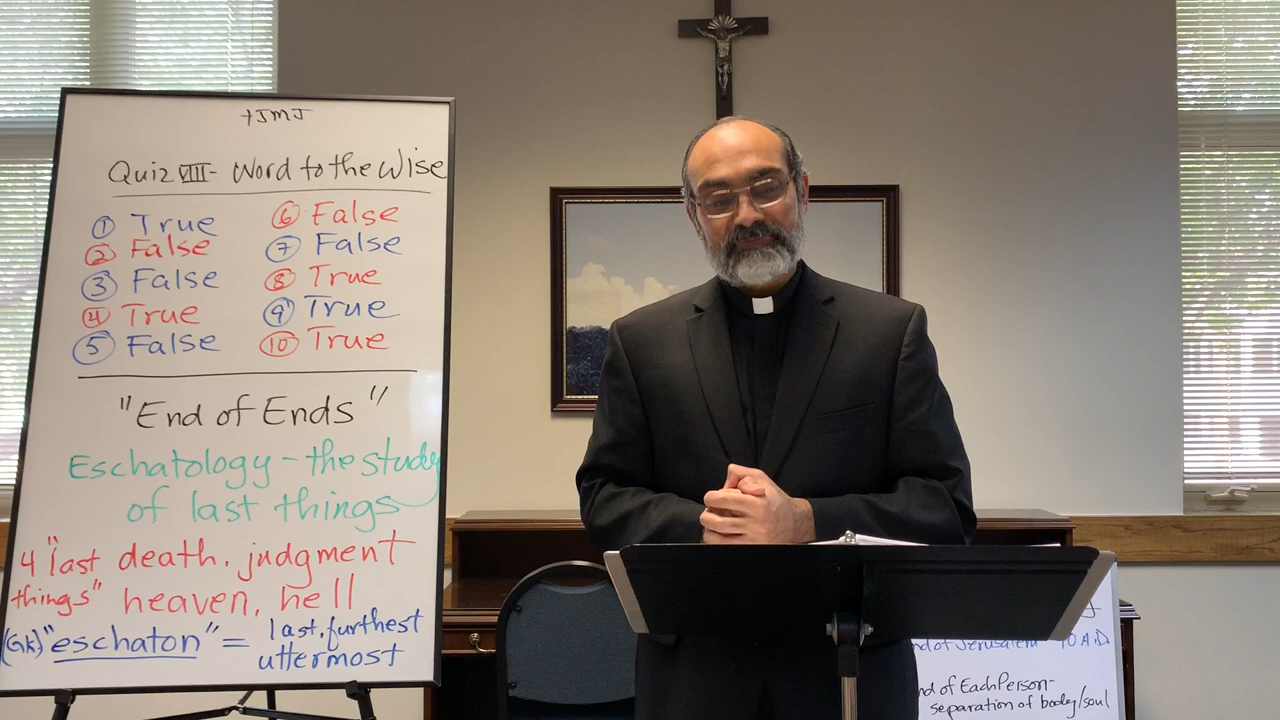 +JMJ
Quiz VIII - Word to the Wise
① True
② False
③ False
④ True
⑤ False
⑥ False
⑦ False
⑧ True
⑨ True
⑩ True
"End of Ends"
Eschatology - the study
of last things
4 "last death, judgment
things" heaven, hell
(Gk) "eschaton" = last, furthest
uttermost
nd of Jerusalem 70 A.D.
nd of Each Person-
separation of body/soul